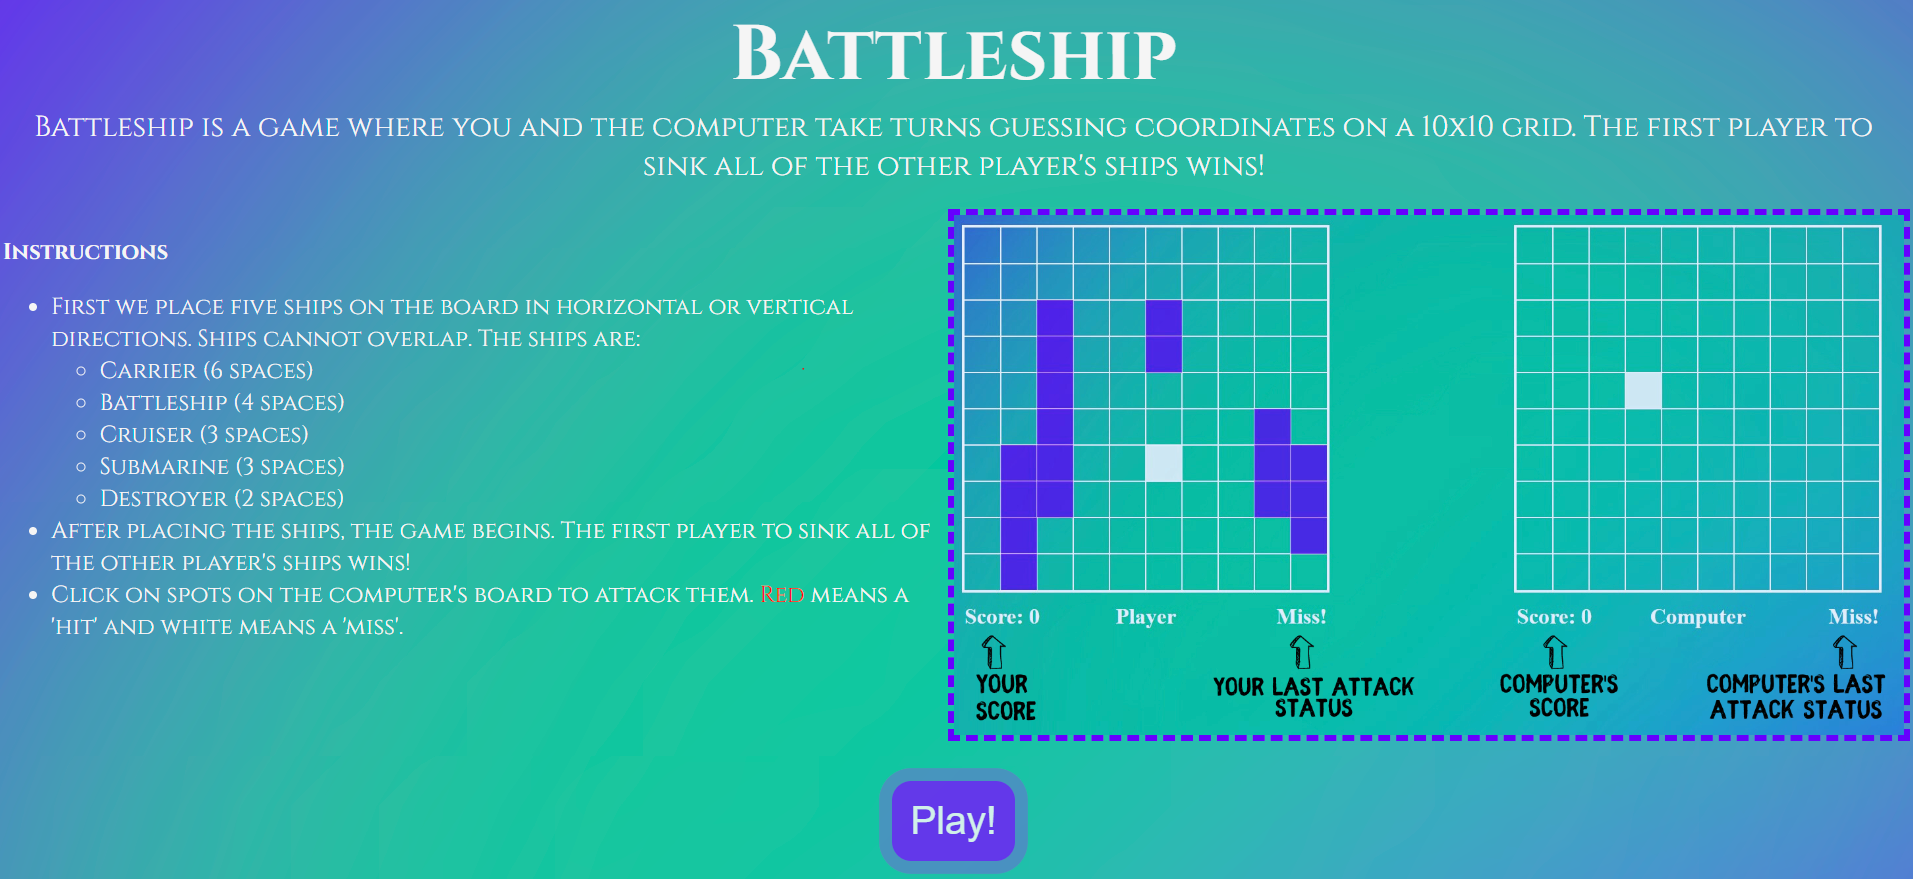 Battleship
Battleship is a game where you and the computer take turns guessing coordinates on a 10x10 grid. The first player to
sink all of the other player's ships wins!
Instructions
First we place five ships on the board in horizontal or vertical
directions. Ships cannot overlap. The ships are:
Carrier (6 spaces)
Battleship (4 spaces)
Cruiser (3 spaces)
Submarine (3 spaces)
Destroyer (2 spaces)
After placing the ships, the game begins. The first player to sink all of
the other player's ships wins!
Click on spots on the computer's board to attack them. Red means a
'hit' and white means a 'miss'.
Score: 0 Player Miss!
YOUR
SCORE
YOUR LAST ATTACK
STATUS
Score: 0 Computer Miss!
COMPUTER'S
SCORE
COMPUTER'S LAST
ATTACK STATUS
Play!